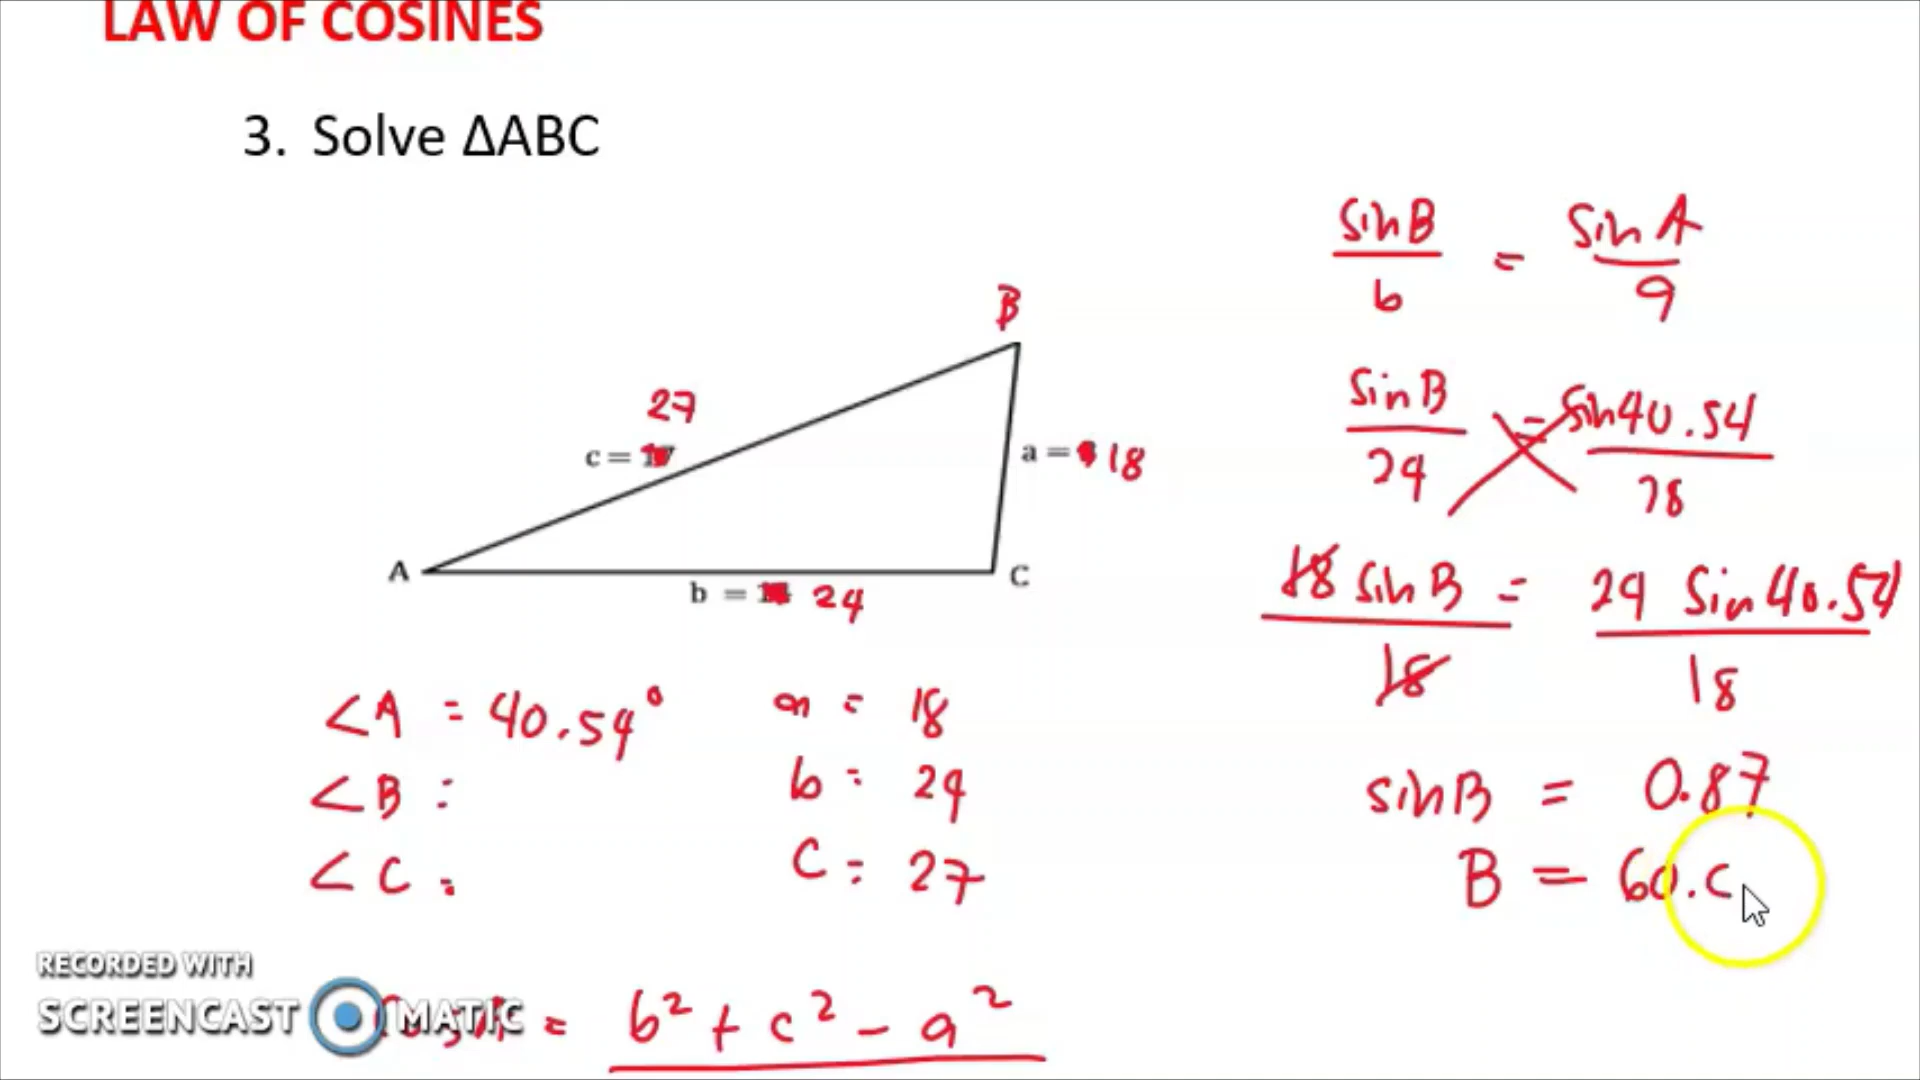 LAW OF COSINES
3. Solve ΔABC
B
27
c =
a = 18
A
C
b = 24
∠A = 40.54°
∠B =
∠C =
a = 18
b = 24
C = 27
sinB/b = sinA/a
sinB/24 = sin40.54/18
18 sinB/18 = 24 Sin40.54/18
sinB = 0.87
B = 60.
RECORDED WITH
SCREENCAST MATIC
= b² + c² - a²